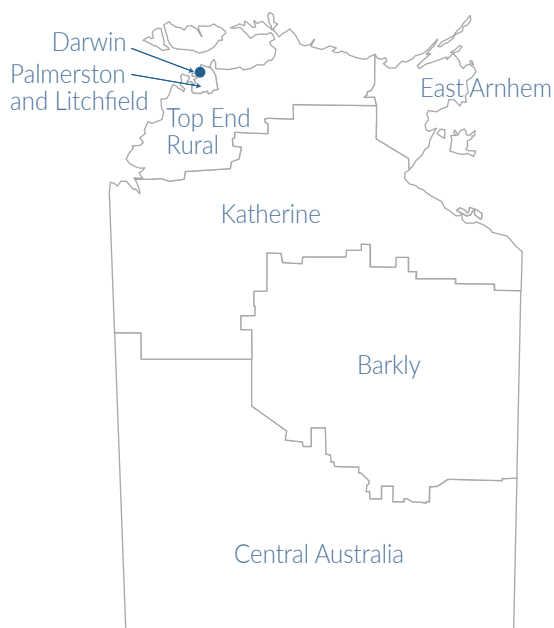 Darwin
Palmerston
and Litchfield
East Arnhem
Top End
Rural
Katherine
Barkly
Central Australia